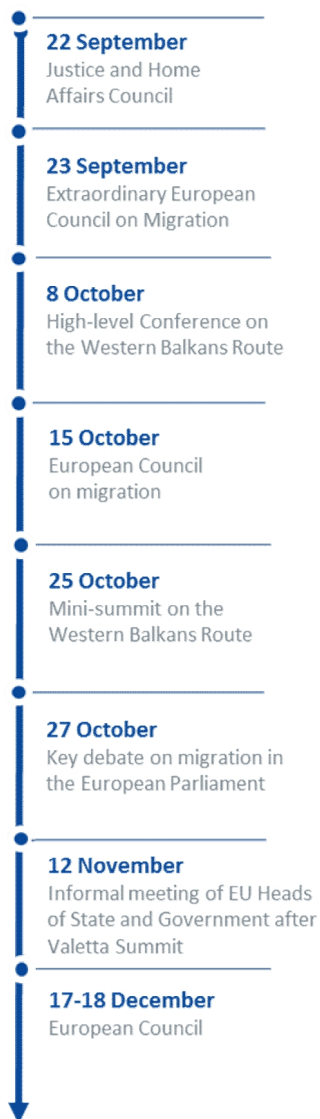 22 September
Justice and Home
Affairs Council
23 September
Extraordinary European
Council on Migration
8 October
High-level Conference on
the Western Balkans Route
15 October
European Council
on migration
25 October
Mini-summit on the
Western Balkans Route
27 October
Key debate on migration in
the European Parliament
12 November
Informal meeting of EU Heads
of State and Government after
Valetta Summit
17-18 December
European Council